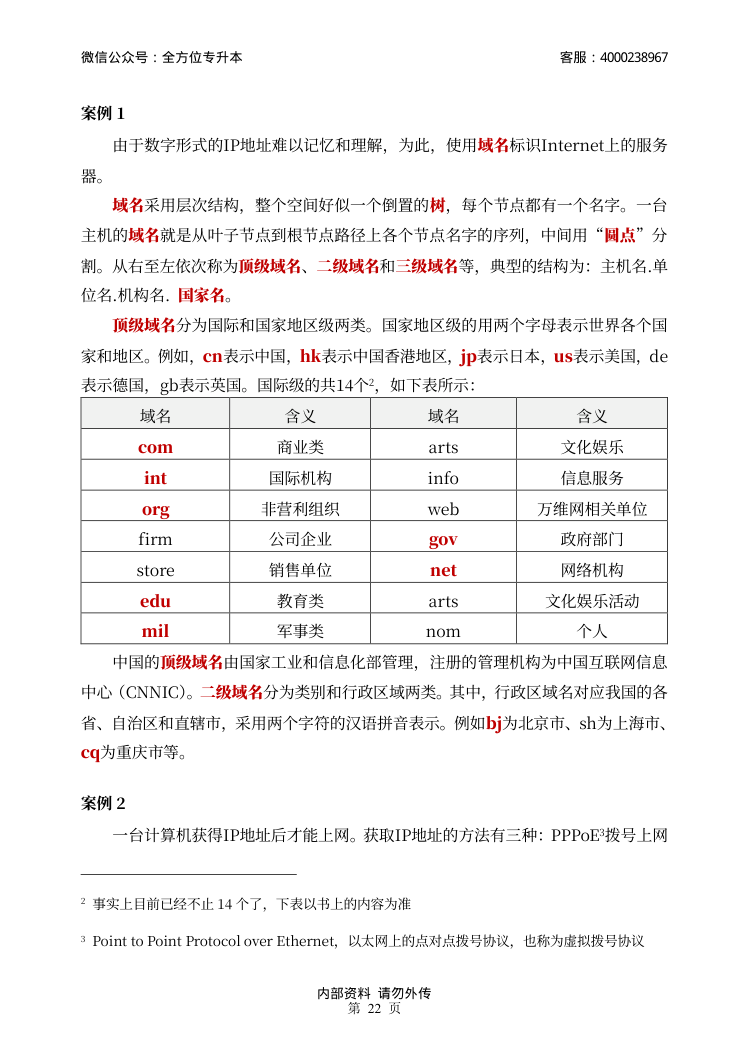 微信公众号：全方位专升本 客服：4000238967
案例 1
由于数字形式的IP地址难以记忆和理解，为此，使用域名标识Internet上的服务
器。
域名采用层次结构，整个空间好似一个倒置的树，每个节点都有一个名字。一台
主机的域名就是从叶子节点到根节点路径上各个节点名字的序列，中间用“圆点”分
割。从右至左依次称为顶级域名、二级域名和三级域名等，典型的结构为：主机名.单
位名.机构名. 国家名。
顶级域名分为国际和国家地区级两类。国家地区级的用两个字母表示世界各个国
家和地区。例如，cn表示中国，hk表示中国香港地区，jp表示日本，us表示美国，de
表示德国，gb表示英国。国际级的共14个2，如下表所示：
域名 含义 域名 含义
com 商业类 arts 文化娱乐
int 国际机构 info 信息服务
org 非营利组织 web 万维网相关单位
firm 公司企业 gov 政府部门
store 销售单位 net 网络机构
edu 教育类 arts 文化娱乐活动
mil 军事类 nom 个人
中国的顶级域名由国家工业和信息化部管理，注册的管理机构为中国互联网信息
中心（CNNIC）。二级域名分为类别和行政区域两类。其中，行政区域名对应我国的各
省、自治区和直辖市，采用两个字符的汉语拼音表示。例如bj为北京市、sh为上海市、
cq为重庆市等。
案例 2
一台计算机获得IP地址后才能上网。获取IP地址的方法有三种：PPPoE3拨号上网
2 事实上目前已经不止 14 个了，下表以书上的内容为准
3 Point to Point Protocol over Ethernet，以太网上的点对点拨号协议，也称为虚拟拨号协议
内部资料 请勿外传
第 22 页